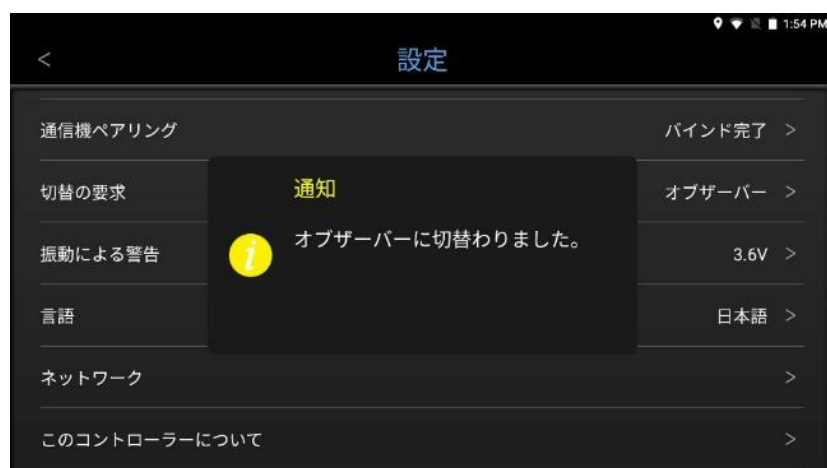 1:54 PM
<
設定
通信機ペアリング バインド完了 >
切替の要求 オブザーバー >
通知
オブザーバーに切替わりました。
振動による警告 3.6V >
言語 日本語 >
ネットワーク >
このコントローラーについて >